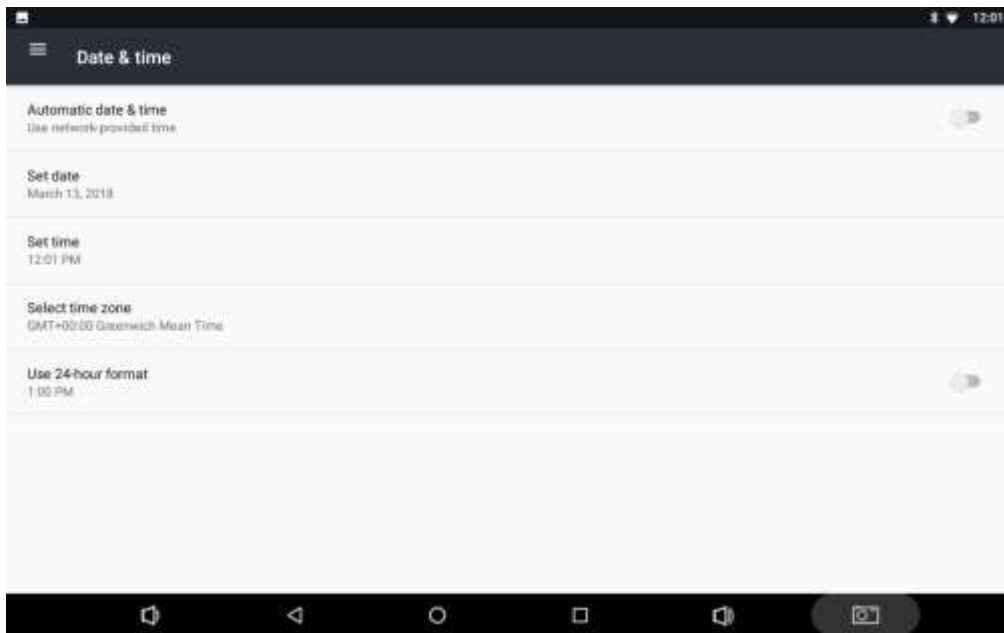 12:01
Date & time
Automatic date & time
Use network-provided time
Set date
March 13, 2018
Set time
12:01 PM
Select time zone
GMT+00:00 Greenwich Mean Time
Use 24-hour format
1:00 PM